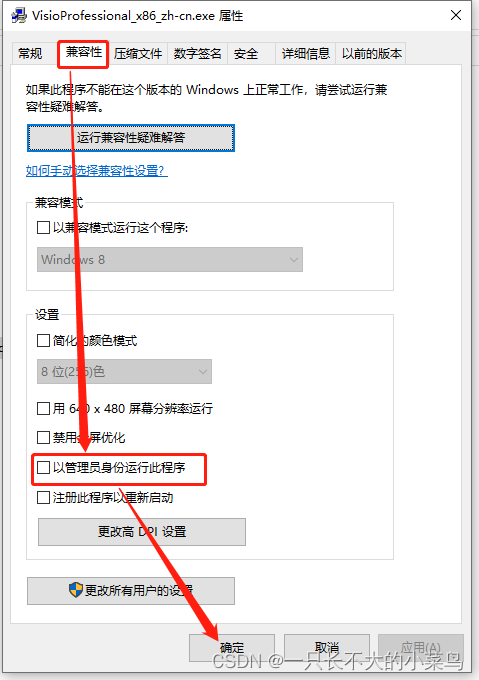 VisioProfessional_x86_zh-cn.exe 属性
常规 兼容性 压缩文件 数字签名 安全 详细信息 以前的版本
如果此程序不能在这个版本的 Windows 上正常工作，请尝试运行兼
容性疑难解答。
运行兼容性疑难解答
如何手动选择兼容性设置?
兼容模式
以兼容模式运行这个程序:
Windows 8
设置
简化的颜色模式
8 位(256)色
用 640 x 480 屏幕分辨率运行
禁用全屏优化
以管理员身份运行此程序
注册此程序以重新启动
更改高 DPI 设置
更改所有用户的设置
确定 取消 应用(A)
CSDN @一只长不大的小菜鸟